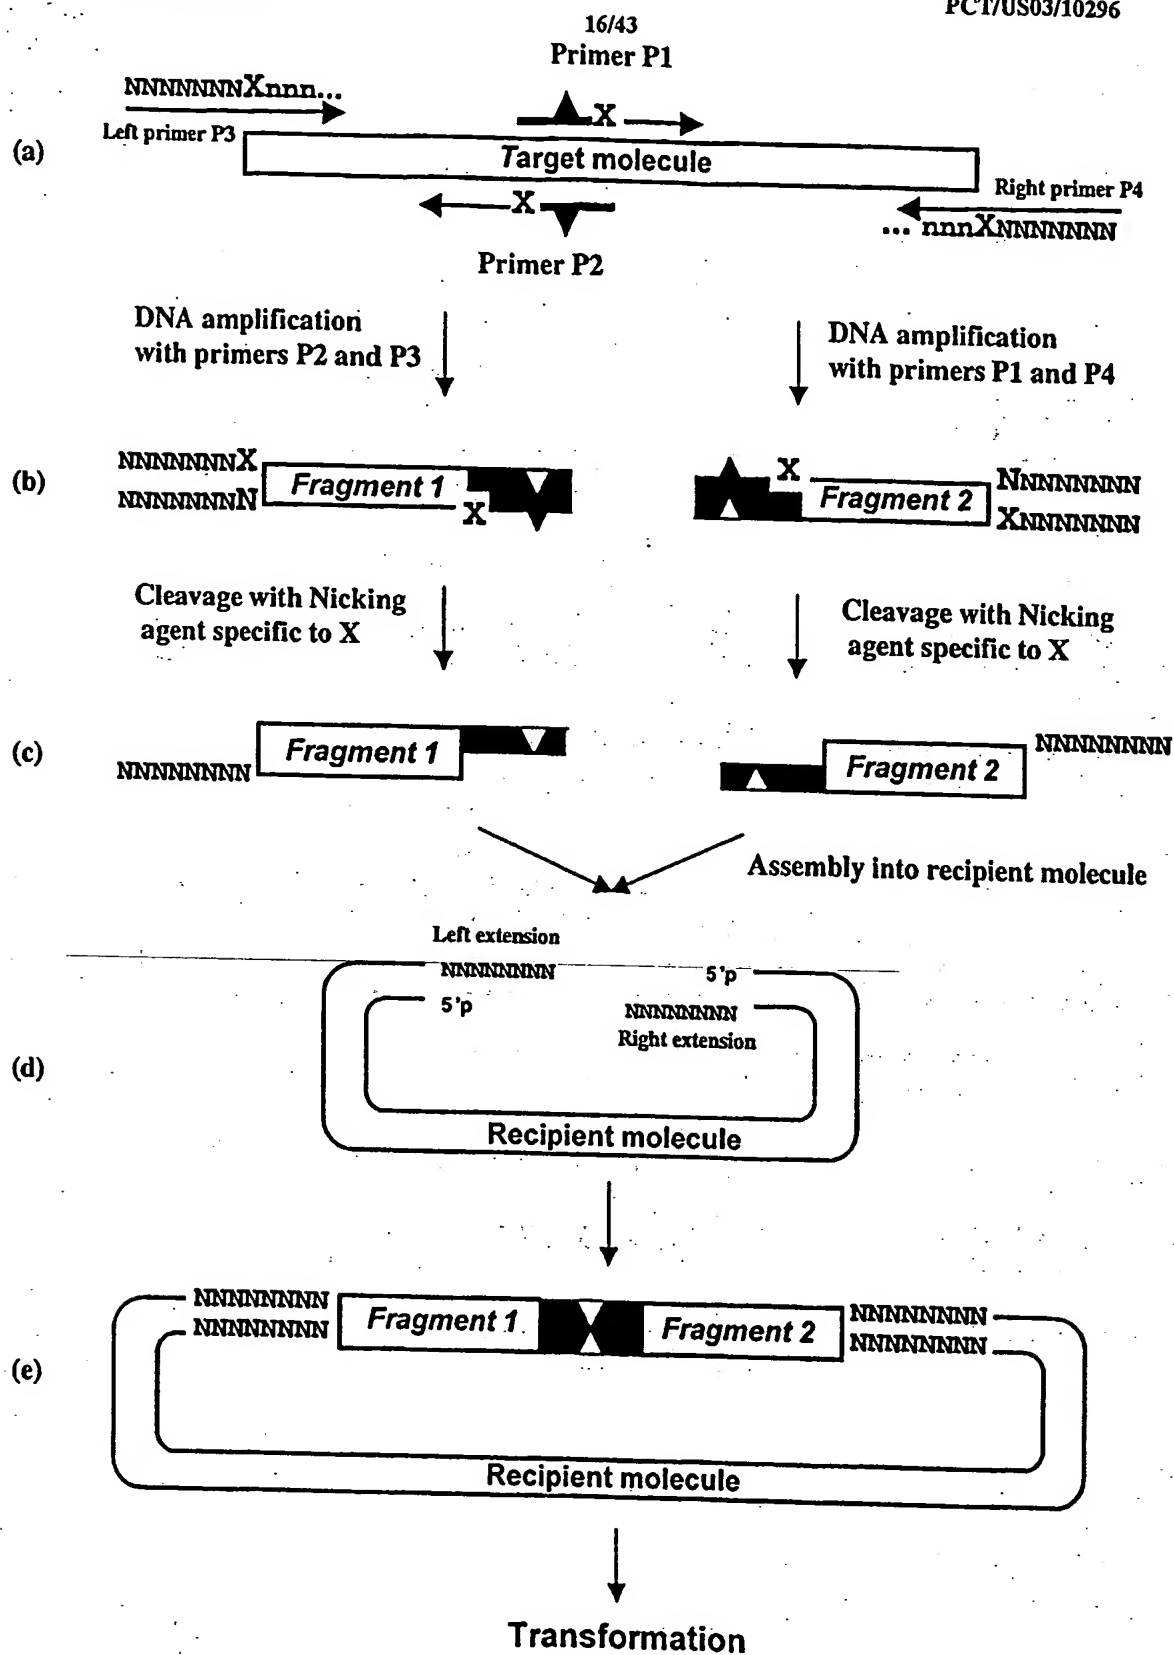 PCT/US03/10296
16/43
Primer P1
NNNNNNNXnnn...
X
Left primer P3
(a)
Target molecule
Right primer P4
X
... nnnXNNNNNNN
Primer P2
DNA amplification
with primers P2 and P3
DNA amplification
with primers P1 and P4
(b)
NNNNNNNX
NNNNNNNN
Fragment 1
X
X
Fragment 2
NNNNNNNN
XNNNNNNN
Cleavage with Nicking
agent specific to X
Cleavage with Nicking
agent specific to X
(c)
NNNNNNNN
Fragment 1
Fragment 2
NNNNNNNN
Assembly into recipient molecule
Left extension
NNNNNNNN
5'p
5'p
NNNNNNNN
Right extension
(d)
Recipient molecule
NNNNNNNN
NNNNNNNN
Fragment 1
Fragment 2
NNNNNNNN
NNNNNNNN
(e)
Recipient molecule
Transformation